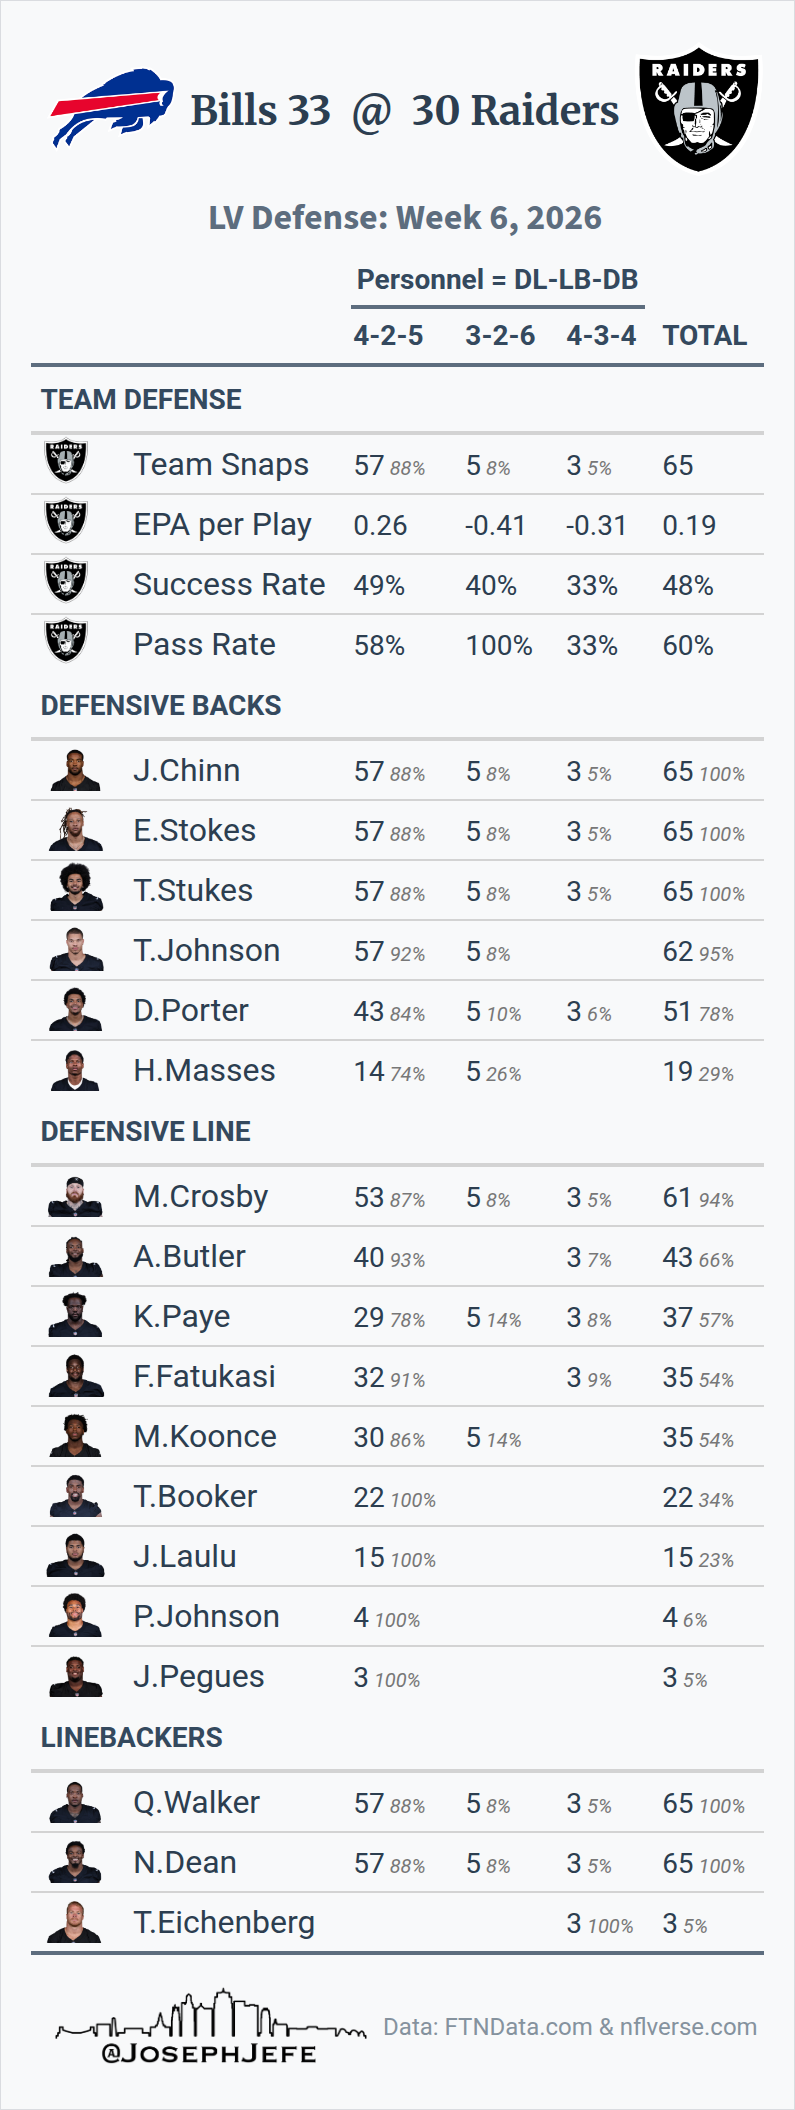 Bills 33 @ 30 Raiders
RAIDERS
LV Defense: Week 6, 2026
Personnel = DL-LB-DB
4-2-5 3-2-6 4-3-4 TOTAL
TEAM DEFENSE
Team Snaps 57 88% 5 8% 3 5% 65
EPA per Play 0.26 -0.41 -0.31 0.19
Success Rate 49% 40% 33% 48%
Pass Rate 58% 100% 33% 60%
DEFENSIVE BACKS
J.Chinn 57 88% 5 8% 3 5% 65 100%
E.Stokes 57 88% 5 8% 3 5% 65 100%
T.Stukes 57 88% 5 8% 3 5% 65 100%
T.Johnson 57 92% 5 8% 62 95%
D.Porter 43 84% 5 10% 3 6% 51 78%
H.Masses 14 74% 5 26% 19 29%
DEFENSIVE LINE
M.Crosby 53 87% 5 8% 3 5% 61 94%
A.Butler 40 93% 3 7% 43 66%
K.Paye 29 78% 5 14% 3 8% 37 57%
F.Fatukasi 32 91% 3 9% 35 54%
M.Koonce 30 86% 5 14% 35 54%
T.Booker 22 100% 22 34%
J.Laulu 15 100% 15 23%
P.Johnson 4 100% 4 6%
J.Pegues 3 100% 3 5%
LINEBACKERS
Q.Walker 57 88% 5 8% 3 5% 65 100%
N.Dean 57 88% 5 8% 3 5% 65 100%
T.Eichenberg 3 100% 3 5%
@JOSEPHJEFE
Data: FTNData.com & nflverse.com